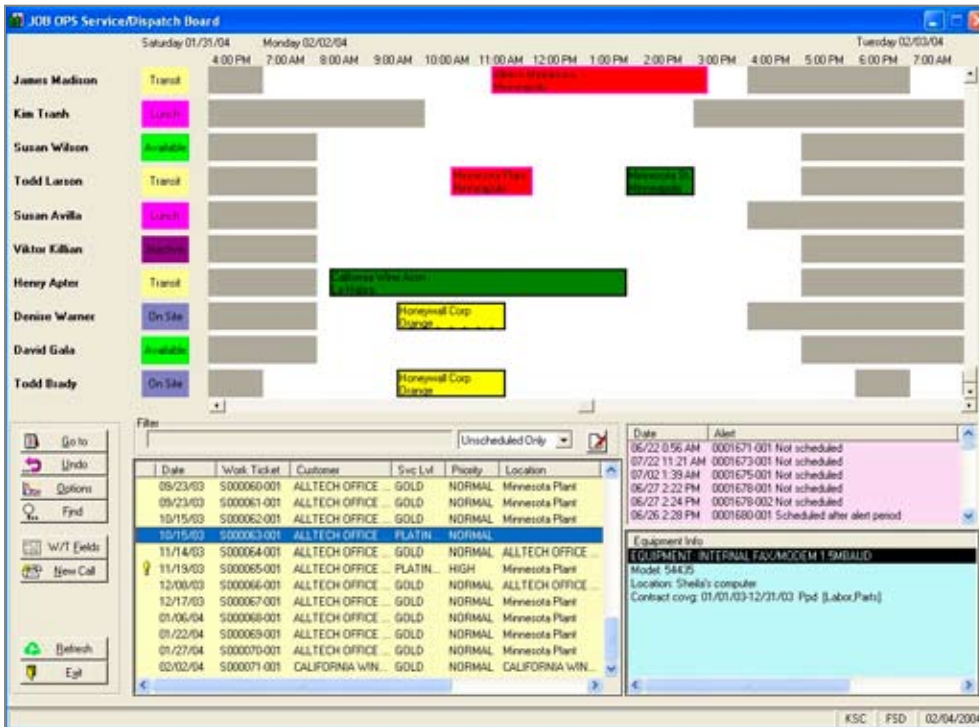 JOB OPS Service/Dispatch Board
Saturday 01/31/04 Monday 02/02/04 Tuesday 02/03/04
4:00 PM 7:00 AM 8:00 AM 9:00 AM 10:00 AM 11:00 AM 12:00 PM 1:00 PM 2:00 PM 3:00 PM 4:00 PM 5:00 PM 6:00 PM 7:00 AM
James Madison Transit
Minneapolis
Kim Tranh Lunch
Susan Wilson Available
Todd Larson Transit Minnesota Plant Minnesota
Minneapolis Minneapolis
Susan Avilla Lunch
Viktor Killian
Henry Apter Transit California Wine
La Habra
Denise Warner On Site Honeywall Corp
Orange
David Gala Available
Todd Brady On Site Honeywall Corp
Orange
Filter
Unscheduled Only
Go to
Undo
Options
Find
W/T Fields
New Call
Refresh
Exit
Date Work Ticket Customer Svc Lvl Priority Location
09/23/03 S000060-001 ALLTECH OFFICE ... GOLD NORMAL Minnesota Plant
09/23/03 S000061-001 ALLTECH OFFICE ... GOLD NORMAL Minnesota Plant
10/15/03 S000062-001 ALLTECH OFFICE ... GOLD NORMAL Minnesota Plant
10/15/03 S000063-001 ALLTECH OFFICE ... PLATIN... NORMAL
11/14/03 S000064-001 ALLTECH OFFICE ... GOLD NORMAL ALLTECH OFFICE ...
11/19/03 S000065-001 ALLTECH OFFICE ... PLATIN... HIGH Minnesota Plant
12/08/03 S000066-001 ALLTECH OFFICE ... GOLD NORMAL ALLTECH OFFICE ...
12/17/03 S000067-001 ALLTECH OFFICE ... GOLD NORMAL Minnesota Plant
01/06/04 S000068-001 ALLTECH OFFICE ... GOLD NORMAL Minnesota Plant
01/22/04 S000069-001 ALLTECH OFFICE ... GOLD NORMAL Minnesota Plant
01/27/04 S000070-001 ALLTECH OFFICE ... GOLD NORMAL Minnesota Plant
02/02/04 S000071-001 CALIFORNIA WIN... GOLD NORMAL CALIFORNIA WIN...
Date Alert
06/22 0:56 AM 0001671-001 Not scheduled
07/22 11:21 AM 0001673-001 Not scheduled
07/02 1:39 AM 0001675-001 Not scheduled
06/27 2:22 PM 0001678-001 Not scheduled
06/27 2:24 PM 0001678-002 Not scheduled
06/26 2:28 PM 0001680-001 Scheduled after alert period
Equipment Info
EQUIPMENT: INTERNAL FAX/MODEM 1.5MBAUD
Model: 54435
Location: Sheila's computer
Contract covg: 01/01/03-12/31/03 Ppd [Labor,Parts]
KSC FSD 02/04/200